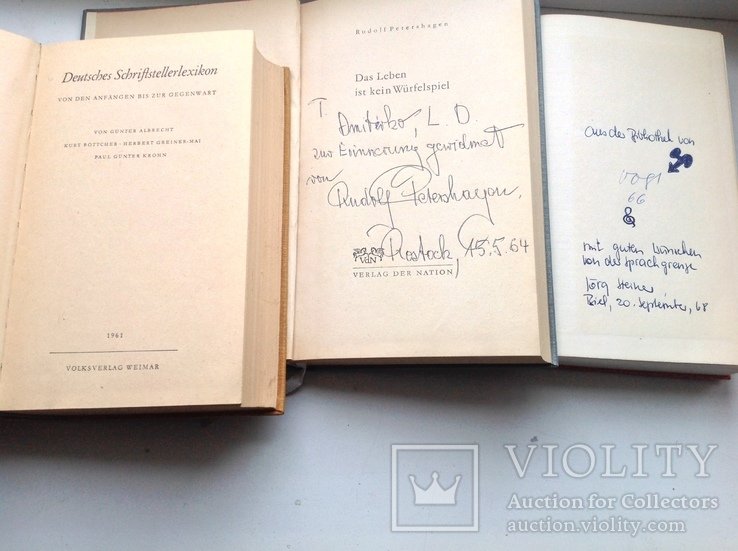 Deutsches Schriftstellerlexikon
VON DEN ANFÄNGEN BIS ZUR GEGENWART
VON GÜNTER ALBRECHT
KURT BÖTTCHER · HERBERT GREINER-MAI
PAUL GÜNTER KROHN
1961
VOLKSVERLAG WEIMAR
Rudolf Petershagen
Das Leben
ist kein Würfelspiel
T.
Dmiterko, L. D.
zur Erinnerung gewidmet
von
Rudolf Petershagen.
Rostock 15.5.64
VERLAG DER NATION
aus der Bibliothek von
66
mit guten Wünschen
von der Sprachgrenze
Jörg Steiner
Biel, 20. September, 68
VIOLITY
Auction for Collectors
auction.violity.com